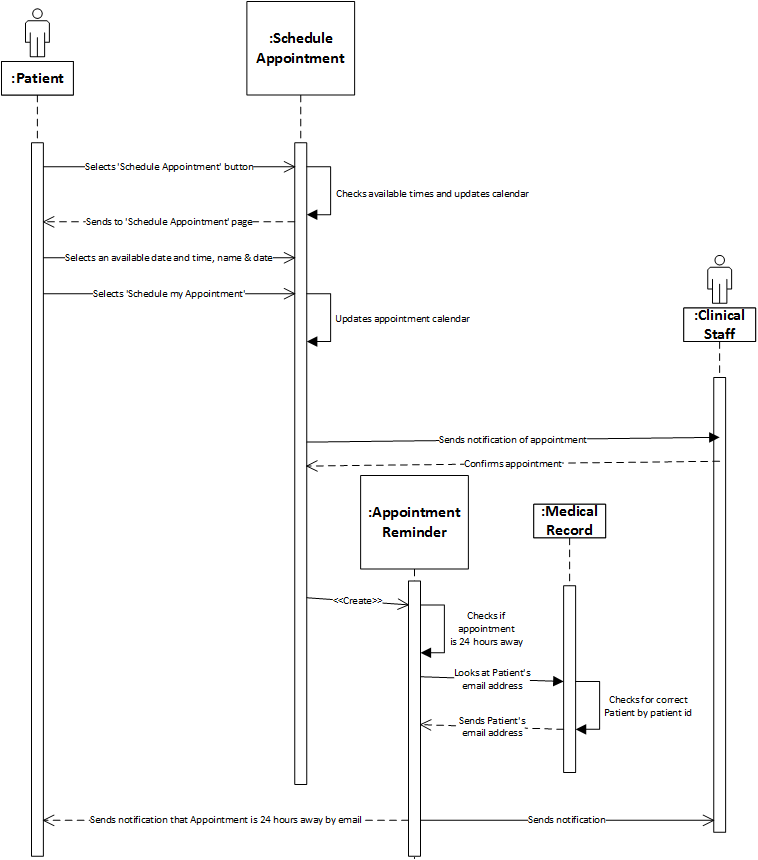 :Schedule
Appointment
:Patient
Selects 'Schedule Appointment' button
Checks available times and updates calendar
Sends to 'Schedule Appointment' page
Selects an available date and time, name & date
Selects 'Schedule my Appointment'
Updates appointment calendar
:Clinical
Staff
Sends notification of appointment
Confirms appointment
:Appointment
Reminder
:Medical
Record
<<Create>>
Checks if
appointment
is 24 hours away
Looks at Patient's
email address
Checks for correct
Patient by patient id
Sends Patient's
email address
Sends notification that Appointment is 24 hours away by email
Sends notification